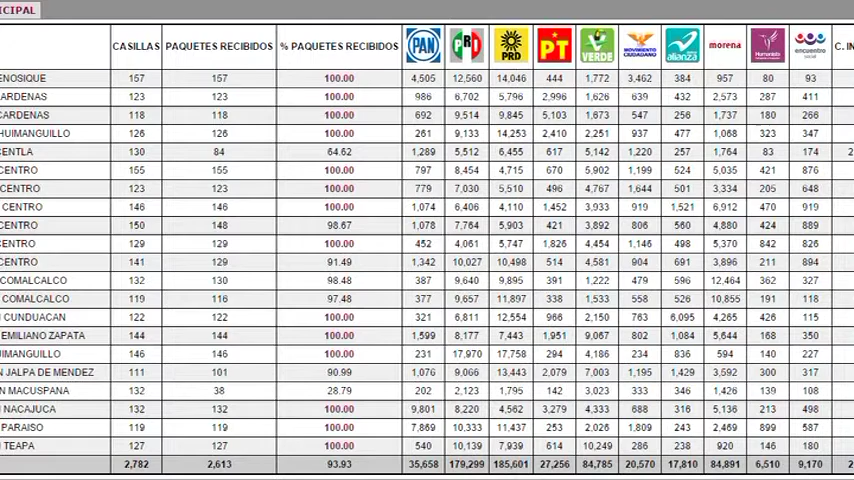 ICIPAL
CASILLAS PAQUETES RECIBIDOS % PAQUETES RECIBIDOS PAN PRI PRD PT VERDE MOVIMIENTO CIUDADANO alianza morena Humanista encuentro social C. IN
ENOSIQUE 157 157 100.00 4,505 12,560 14,046 444 1,772 3,462 384 957 80 93
ARDENAS 123 123 100.00 986 6,702 5,796 2,996 1,626 639 432 2,573 287 411
CARDENAS 118 118 100.00 692 9,514 9,845 5,103 1,673 547 256 1,737 180 266
HUIMANGUILLO 126 126 100.00 261 9,133 14,253 2,410 2,251 937 477 1,068 323 347
CENTLA 130 84 64.62 1,289 5,512 6,455 617 5,142 1,220 257 1,764 83 174 2
CENTRO 155 155 100.00 797 8,454 4,715 670 5,902 1,199 524 5,035 421 876
CENTRO 123 123 100.00 779 7,030 5,510 496 4,767 1,644 501 3,334 205 648
CENTRO 146 146 100.00 1,074 6,406 4,110 1,452 3,933 919 1,521 6,912 470 919
CENTRO 150 148 98.67 1,078 7,764 5,903 421 3,892 806 560 4,880 424 889
CENTRO 129 129 100.00 452 4,061 5,747 1,826 4,454 1,146 498 5,370 842 826
CENTRO 141 129 91.49 1,342 10,027 10,498 514 4,581 904 691 3,896 211 894
COMALCALCO 132 130 98.48 387 9,640 9,895 391 1,222 479 596 12,464 362 327
COMALCALCO 119 116 97.48 377 9,657 11,897 338 1,533 558 526 10,855 191 118
CUNDUACAN 122 122 100.00 321 6,811 12,554 966 2,150 763 6,095 4,265 426 115
EMILIANO ZAPATA 144 144 100.00 1,599 8,177 7,443 1,951 9,067 802 1,084 5,644 168 350
UIMANGUILLO 146 146 100.00 231 17,970 17,758 294 4,186 234 836 594 140 227
N JALPA DE MENDEZ 111 101 90.99 1,076 9,066 13,443 2,079 7,003 1,195 1,429 3,592 300 317
N MACUSPANA 132 38 28.79 202 2,123 1,795 142 3,023 333 346 1,426 139 108
NACAJUCA 132 132 100.00 9,801 8,220 4,562 3,279 4,333 688 316 5,136 213 498
PARAISO 119 119 100.00 7,869 10,333 11,437 253 2,026 1,809 243 2,469 899 587
TEAPA 127 127 100.00 540 10,139 7,939 614 10,249 286 238 920 146 180
2,782 2,613 93.93 35,658 179,299 185,601 27,256 84,785 20,570 17,810 84,891 6,510 9,170 2